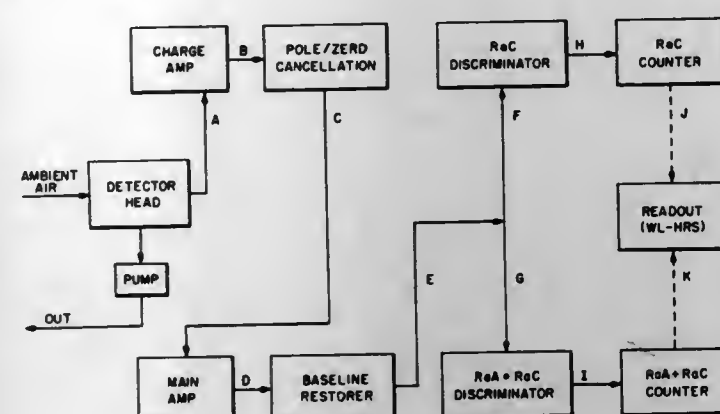 CHARGE
AMP
B
POLE/ZERD
CANCELLATION
A
C
AMBIENT
AIR
DETECTOR
HEAD
PUMP
OUT
MAIN
AMP
D
BASELINE
RESTORER
E
RaC
DISCRIMINATOR
H
RaC
COUNTER
F
J
READOUT
(WL-HRS)
G
K
RaA+RaC
DISCRIMINATOR
I
RaA+RaC
COUNTER